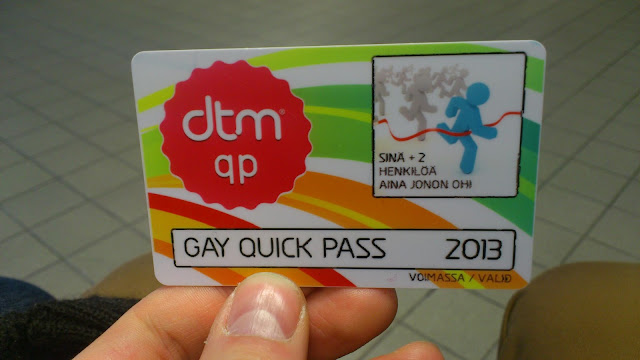 dtm®
qp
SINÄ + 2
HENKILÖÄ
AINA JONON OHI
GAY QUICK PASS 2013
VOIMASSA / VALID